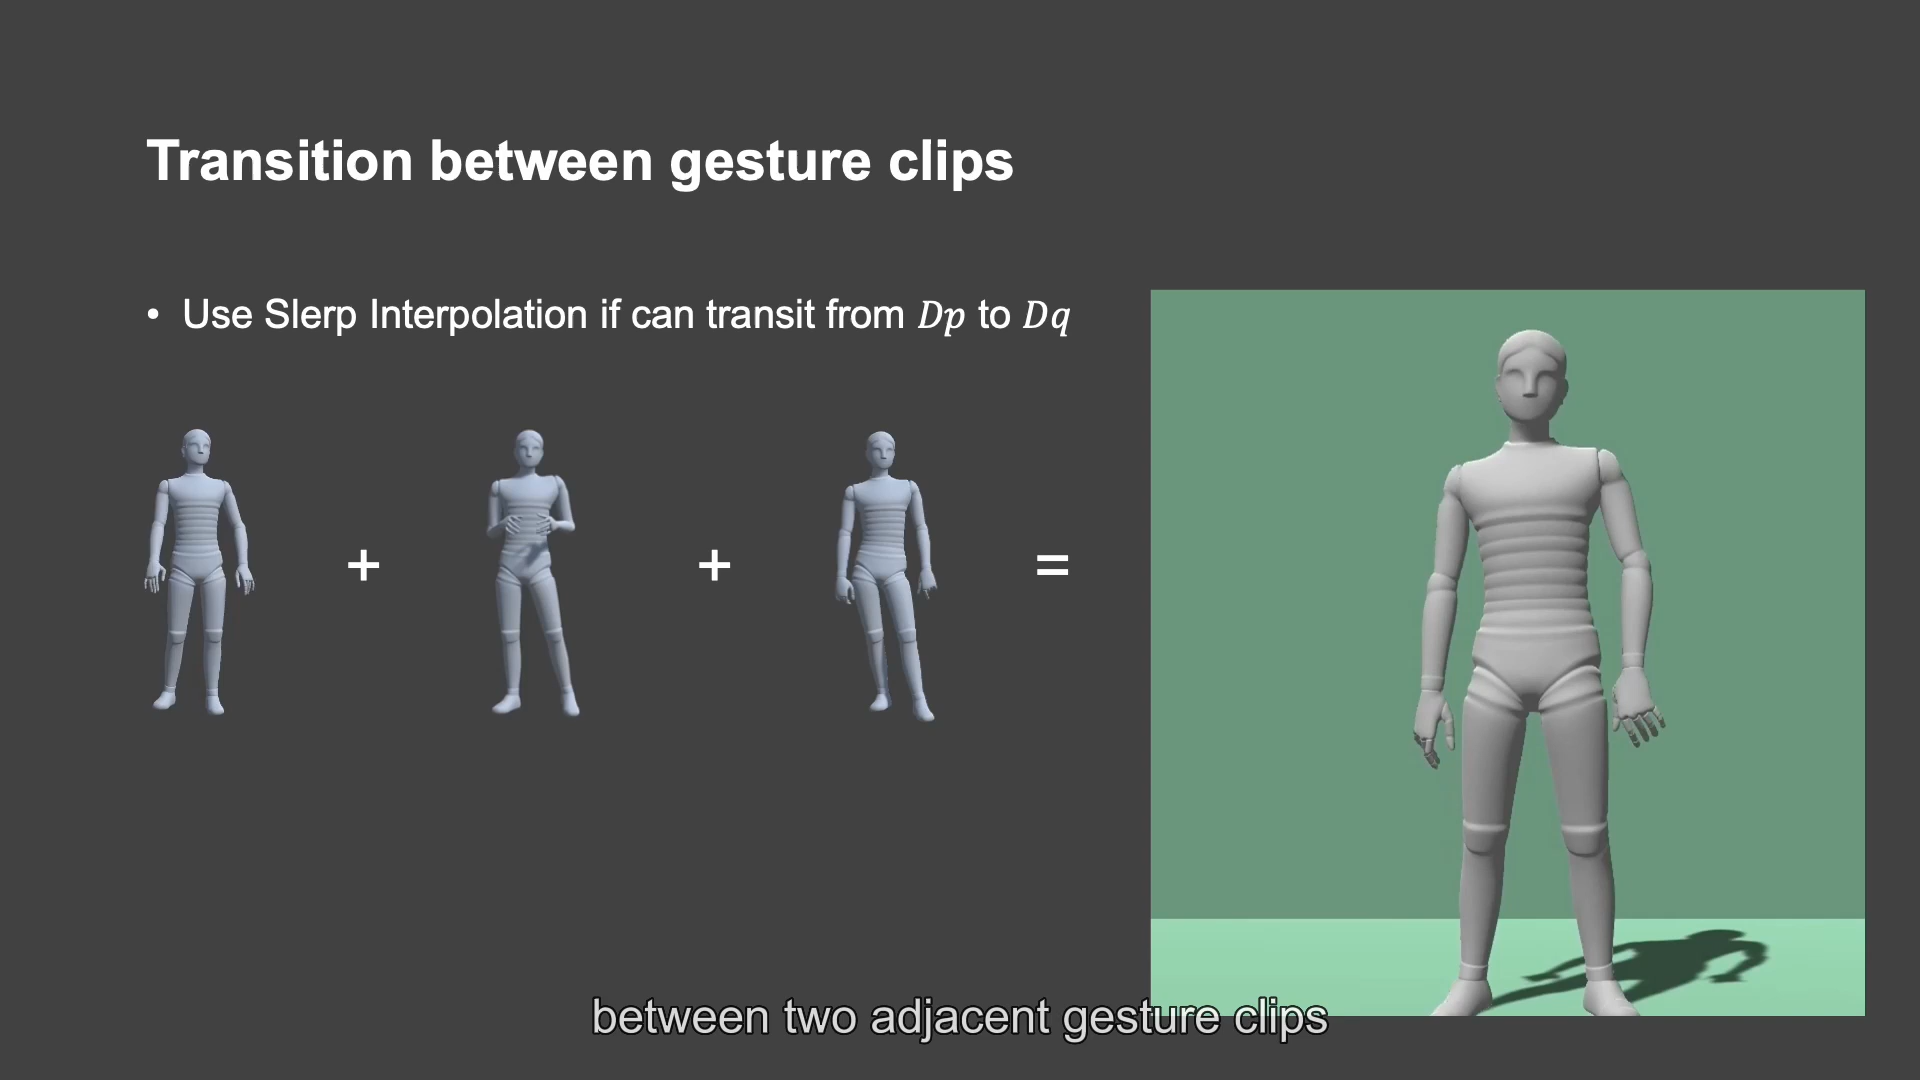 Transition between gesture clips
• Use Slerp Interpolation if can transit from Dp to Dq
+ + =
between two adjacent gesture clips